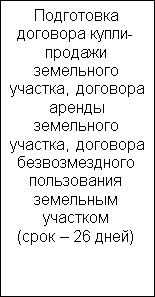 Подготовка
договора купли-
продажи
земельного
участка, договора
аренды
земельного
участка, договора
безвозмездного
пользования
земельным
участком
(срок – 26 дней)